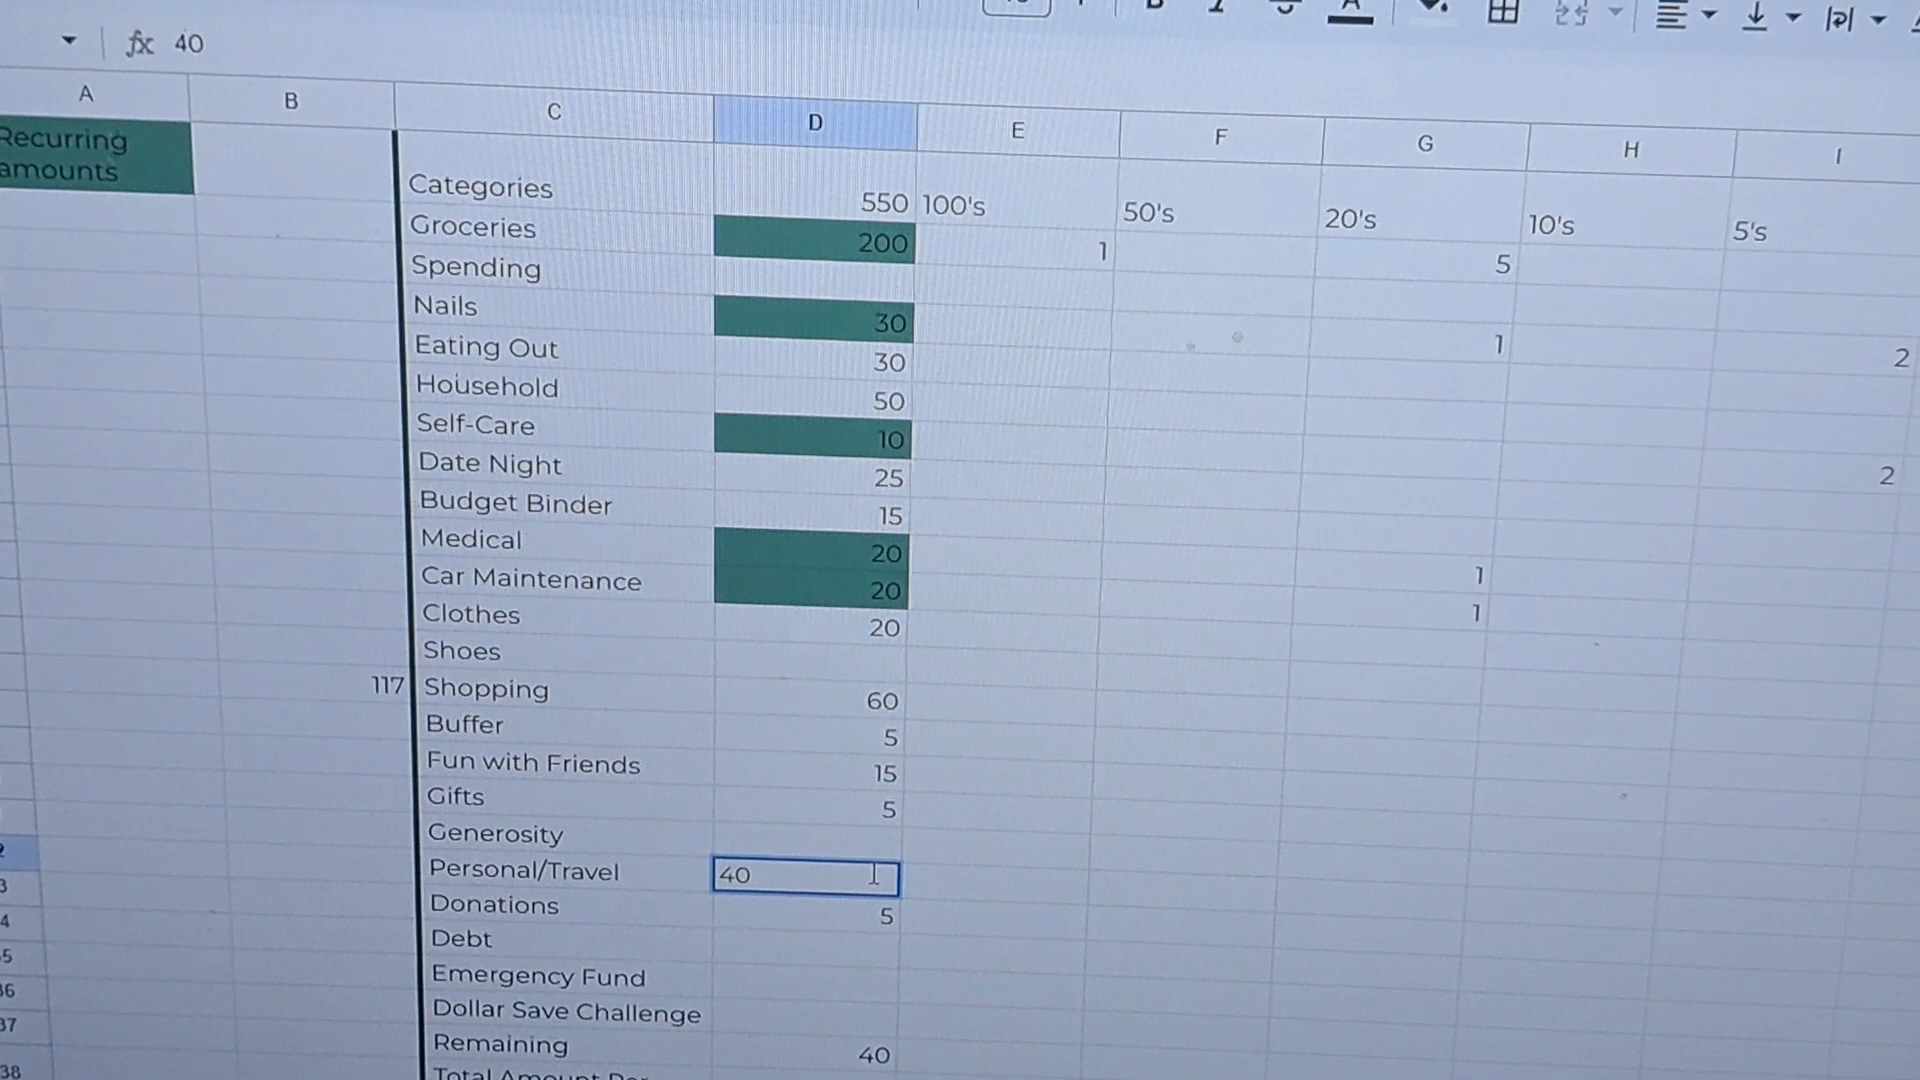 fx 40
A B C D E F G H I
Recurring
amounts
Categories 550 100's 50's 20's 10's 5's
Groceries 200 1 5
Spending
Nails 30 1 2
Eating Out 30
Household 50
Self-Care 10 2
Date Night 25
Budget Binder 15
Medical 20 1
Car Maintenance 20 1
Clothes 20
Shoes
117 Shopping 60
Buffer 5
Fun with Friends 15
Gifts 5
Generosity
Personal/Travel 40
Donations 5
Debt
Emergency Fund
Dollar Save Challenge
Remaining 40
38 Total Amount